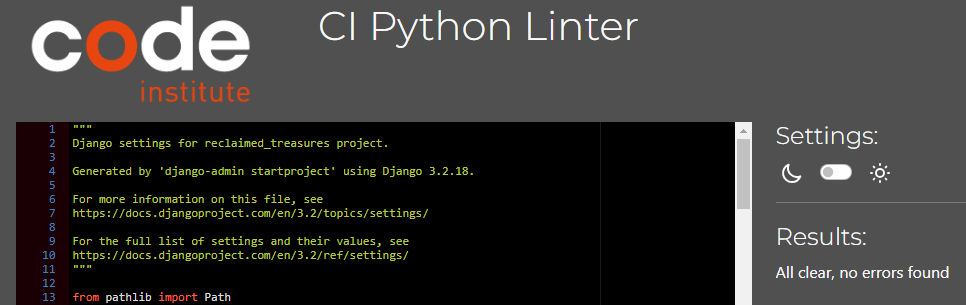 code
institute
CI Python Linter
1 """
2 Django settings for reclaimed_treasures project.
3
4 Generated by 'django-admin startproject' using Django 3.2.18.
5
6 For more information on this file, see
7 https://docs.djangoproject.com/en/3.2/topics/settings/
8
9 For the full list of settings and their values, see
10 https://docs.djangoproject.com/en/3.2/ref/settings/
11 """
12
13 from pathlib import Path
Settings:
Results:
All clear, no errors found